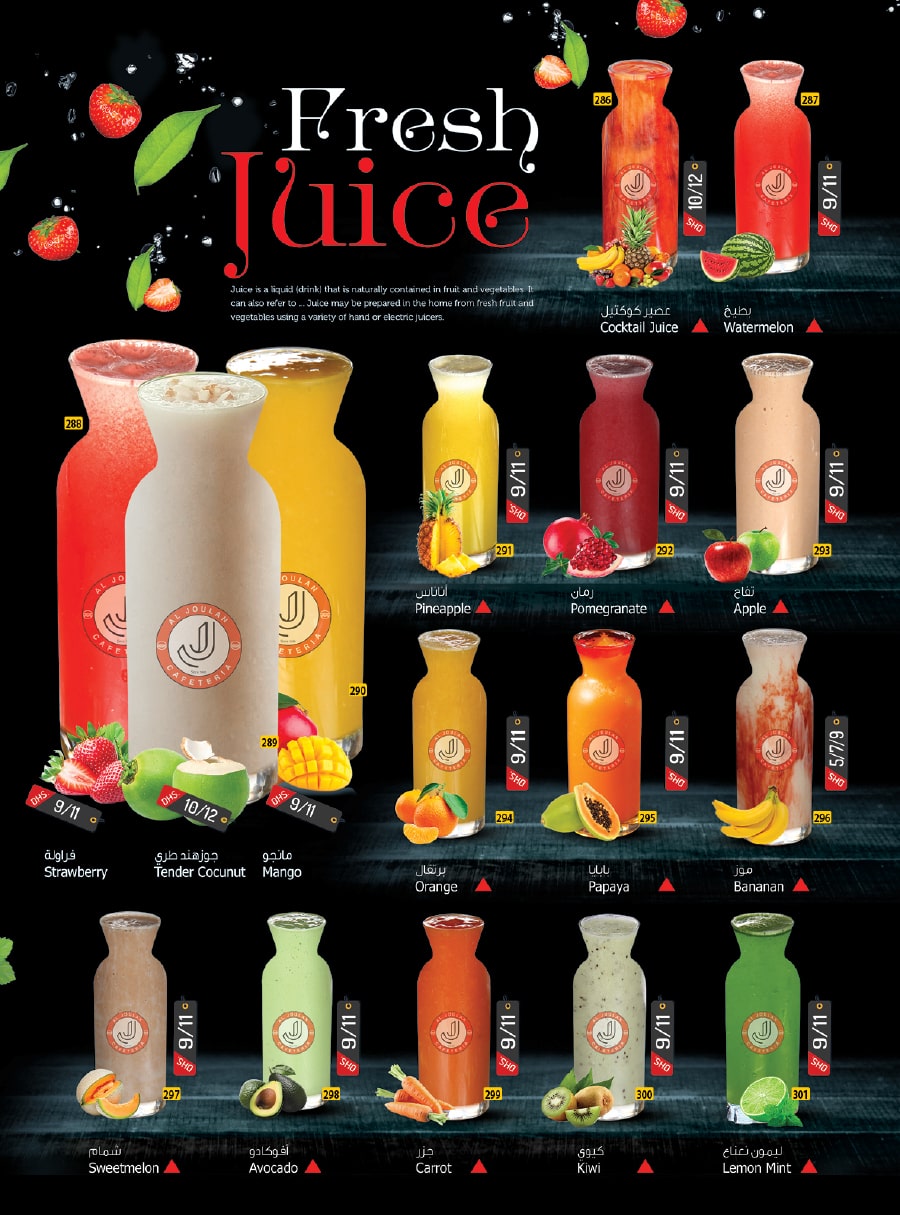 Fresh
Juice
Juice is a liquid (drink) that is naturally contained in fruit and vegetables. It
can also refer to ... Juice may be prepared in the home from fresh fruit and
vegetables using a variety of hand or electric juicers.
286
10/12
DHS
عصير كوكتيل
Cocktail Juice
287
9/11
DHS
بطيخ
Watermelon
288
AL JOULAN
CAFETERIA
DHS
9/11
فراولة
Strawberry
289
AL JOULAN
CAFETERIA
DHS
10/12
جوزهند طري
Tender Cocunut
290
AL JOULAN
CAFETERIA
DHS
9/11
مانجو
Mango
291
9/11
DHS
أناناس
Pineapple
292
9/11
DHS
رمان
Pomegranate
293
9/11
DHS
تفاح
Apple
294
9/11
DHS
برتقال
Orange
295
9/11
DHS
بابايا
Papaya
296
5/7/9
DHS
موز
Bananan
297
9/11
DHS
شمام
Sweetmelon
298
9/11
DHS
أفوكادو
Avocado
299
9/11
DHS
جزر
Carrot
300
9/11
DHS
كيوي
Kiwi
301
9/11
DHS
ليمون نعناع
Lemon Mint